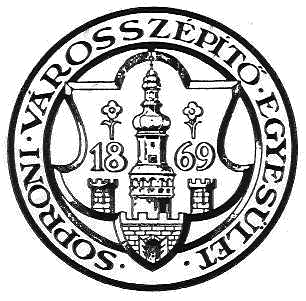 SOPRONI · VÁROSSZÉPÍTŐ · EGYESÜLET ·
1869